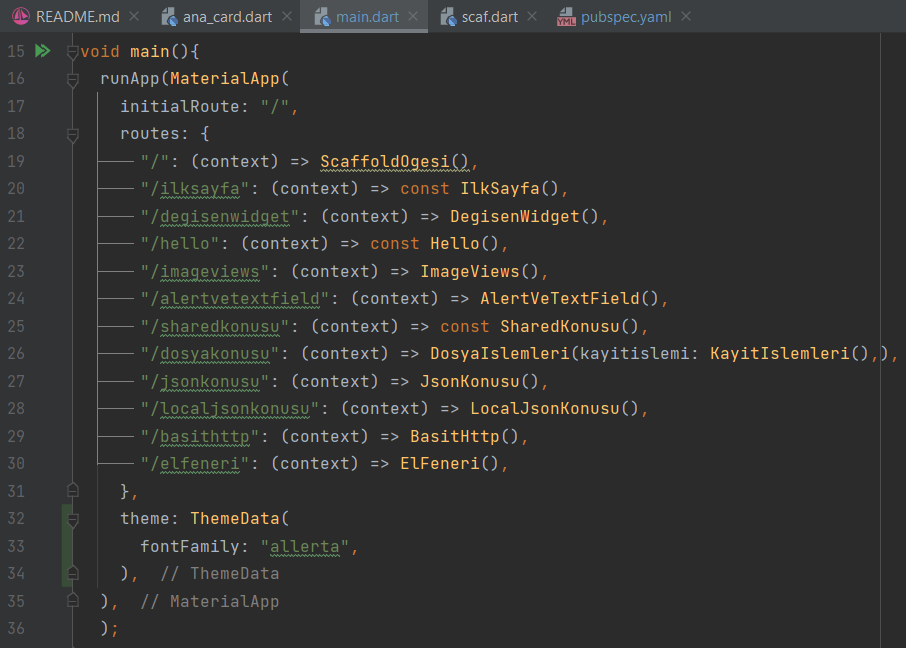 README.md ana_card.dart main.dart scaf.dart pubspec.yaml
15 void main(){
16 runApp(MaterialApp(
17 initialRoute: "/",
18 routes: {
19 "/": (context) => ScaffoldOgesi(),
20 "/ilksayfa": (context) => const IlkSayfa(),
21 "/degisenwidget": (context) => DegisenWidget(),
22 "/hello": (context) => const Hello(),
23 "/imageviews": (context) => ImageViews(),
24 "/alertvetextfield": (context) => AlertVeTextField(),
25 "/sharedkonusu": (context) => const SharedKonusu(),
26 "/dosyakonusu": (context) => DosyaIslemleri(kayitislemi: KayitIslemleri(),),
27 "/jsonkonusu": (context) => JsonKonusu(),
28 "/localjsonkonusu": (context) => LocalJsonKonusu(),
29 "/basithttp": (context) => BasitHttp(),
30 "/elfeneri": (context) => ElFeneri(),
31 },
32 theme: ThemeData(
33 fontFamily: "allerta",
34 ), // ThemeData
35 ), // MaterialApp
36 );